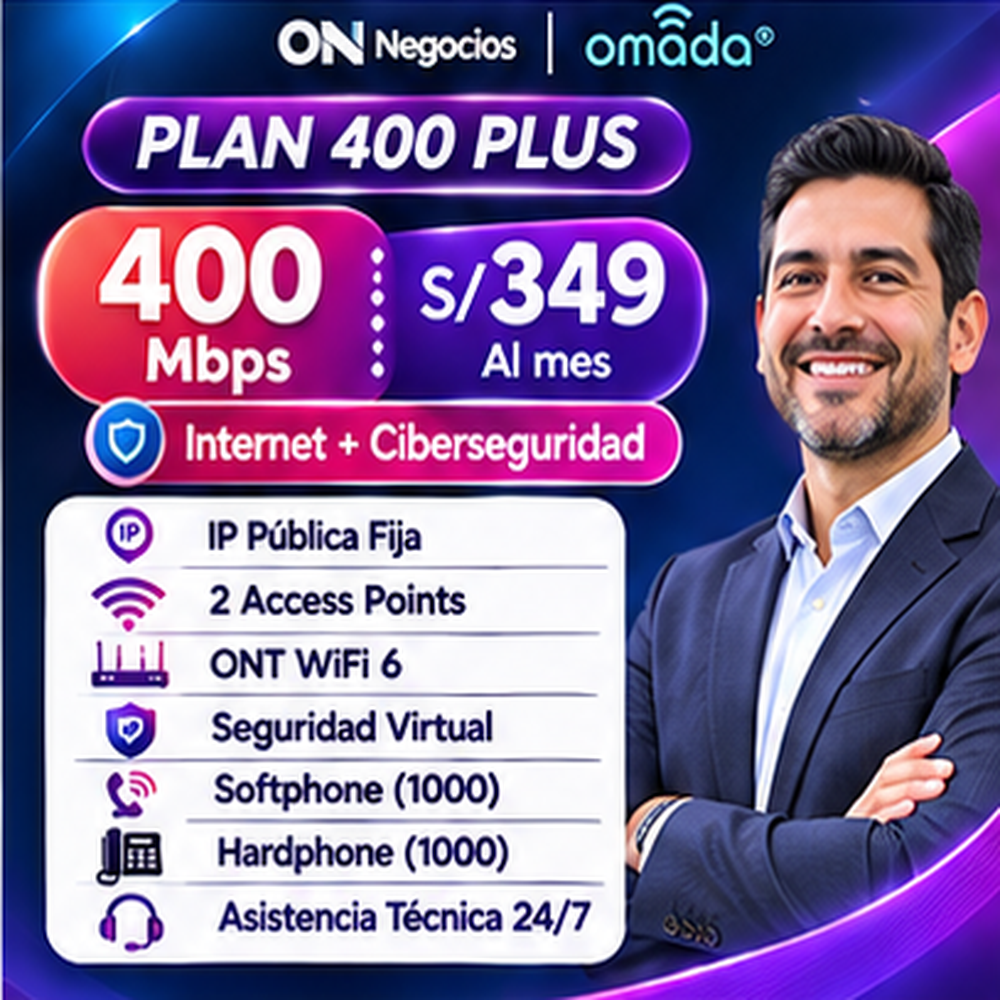 ON Negocios | omada
PLAN 400 PLUS
400
Mbps
S/349
Al mes
Internet + Ciberseguridad
IP
IP Pública Fija
2 Access Points
ONT WiFi 6
Seguridad Virtual
Softphone (1000)
Hardphone (1000)
Asistencia Técnica 24/7